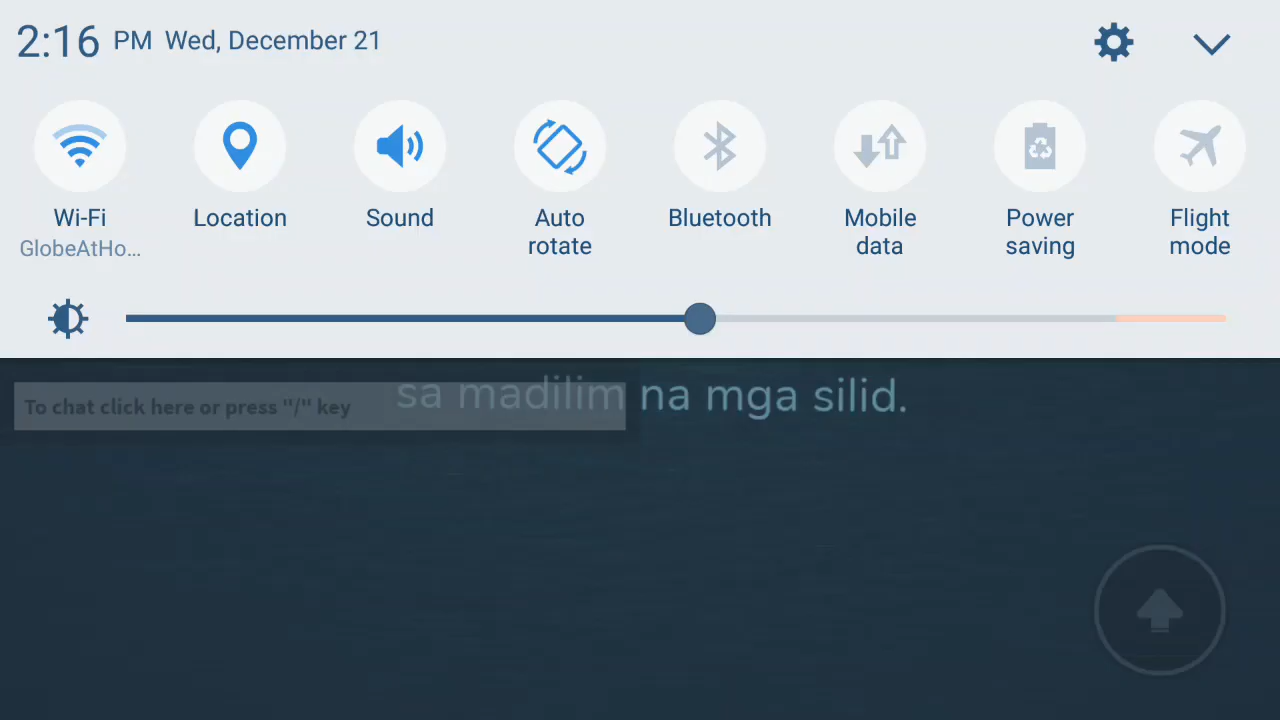 2:16 PM Wed, December 21
Wi-Fi
GlobeAtHo...
Location
Sound
Auto
rotate
Bluetooth
Mobile
data
Power
saving
Flight
mode
sa madilim na mga silid.
To chat click here or press "/" key